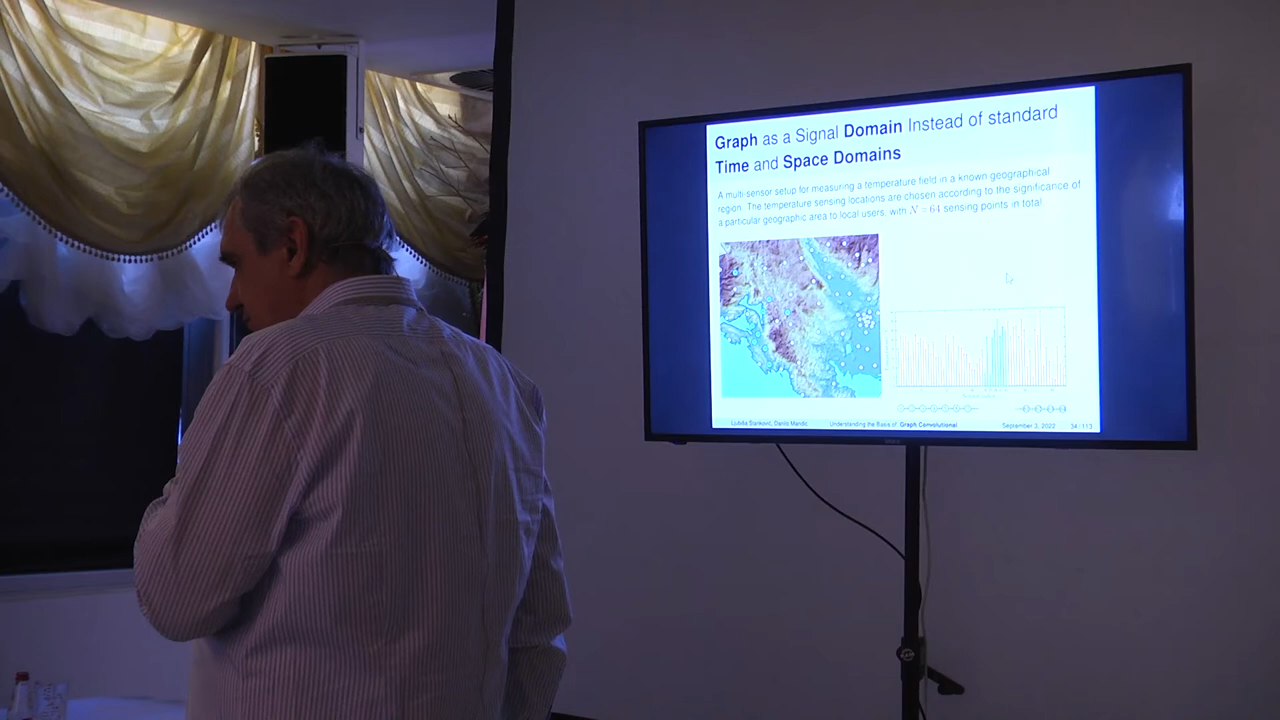 Graph as a Signal Domain Instead of standard
Time and Space Domains
A multi sensor setup for measuring a temperature field in a known geographical
region. The temperature sensing locations are chosen according to the significance of
a particular geographic area to local users, with N = 64 sensing points in total
Ljubiša Stanković, Danilo Mandic
Understanding the Basis of Graph Convolutional
September 3, 2022
34 / 113